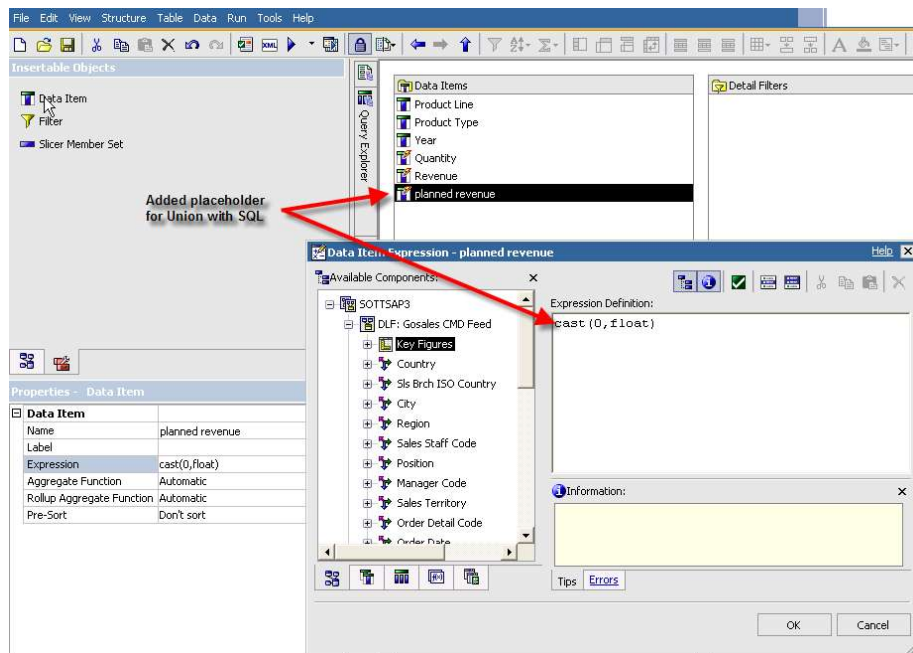 File Edit View Structure Table Data Run Tools Help
Insertable Objects
Data Item
Filter
Slicer Member Set
Query Explorer
Data Items
Product Line
Product Type
Year
Quantity
Revenue
planned revenue
Detail Filters
Added placeholder
for Union with SQL
Data Item Expression - planned revenue
Help
Available Components:
SOTTSAP3
DLF: Gosales CMD Feed
Key Figures
Country
Sls Brch ISO Country
City
Region
Sales Staff Code
Position
Manager Code
Sales Territory
Order Detail Code
Order Date
Expression Definition:
cast(0,float)
Information:
Tips Errors
OK Cancel
Properties - Data Item
Data Item
Name planned revenue
Label
Expression cast(0,float)
Aggregate Function Automatic
Rollup Aggregate Function Automatic
Pre-Sort Don't sort